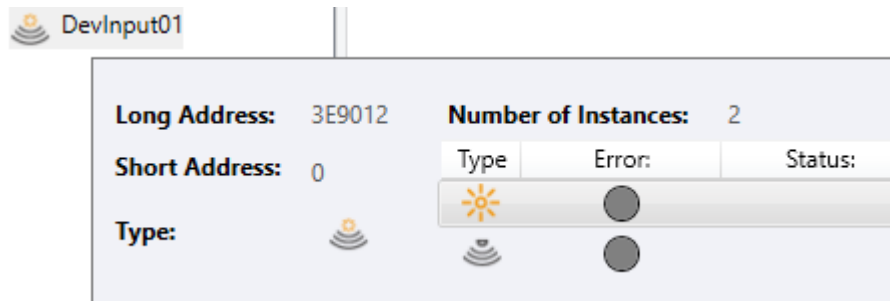 DevInput01
Long Address: 3E9012 Number of Instances: 2
Short Address: 0
Type Error: Status:
Type: